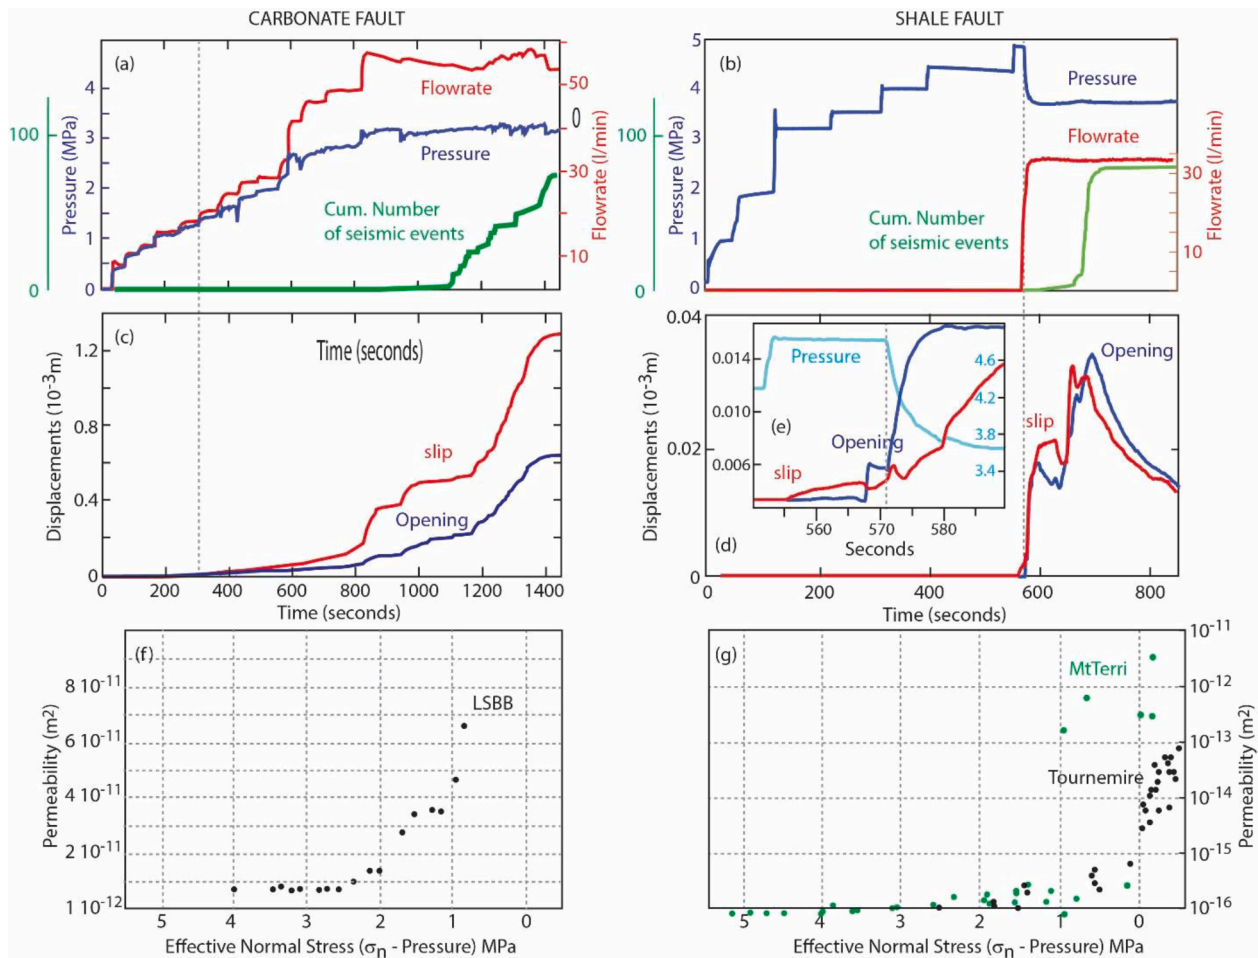 CARBONATE FAULT
SHALE FAULT
(a)
Flowrate
Pressure
Cum. Number
of seismic events
100
0
Pressure (MPa)
4
3
2
1
0
50
0
30
10
Flowrate (l/min)
(b)
Pressure
Flowrate
Cum. Number
of seismic events
100
0
Pressure (MPa)
5
4
3
2
1
0
30
10
Flowrate (l/min)
(c)
Time (seconds)
slip
Opening
Displacements (10⁻³m)
1.2
0.8
0.4
0
0 200 400 600 800 1000 1200 1400
Time (seconds)
(d)
slip
Opening
Displacements (10⁻³m)
0.04
0.02
0
0 200 400 600 800
Time (seconds)
(e)
Pressure
Opening
slip
0.014
0.010
0.006
4.6
4.2
3.8
3.4
560 570 580
Seconds
(f)
LSBB
Permeability (m²)
8 10⁻¹¹
6 10⁻¹¹
4 10⁻¹¹
2 10⁻¹¹
1 10⁻¹²
5 4 3 2 1 0
Effective Normal Stress (σn - Pressure) MPa
(g)
MtTerri
Tournemire
10⁻¹¹
10⁻¹²
10⁻¹³
10⁻¹⁴
10⁻¹⁵
10⁻¹⁶
Permeability (m²)
5 4 3 2 1 0
Effective Normal Stress (σn - Pressure) MPa